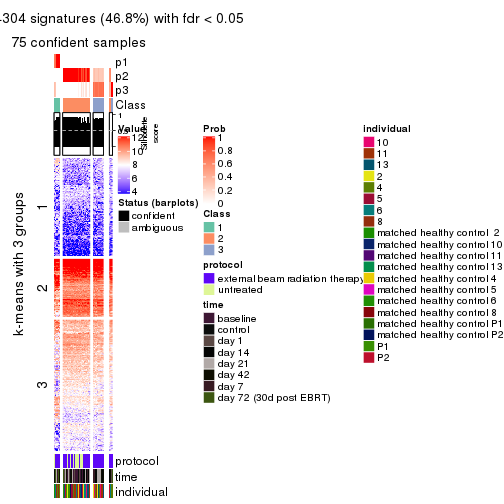 304 signatures (46.8%) with fdr < 0.05
75 confident samples
p1
p2
p3
Class
1
0.5
Silhouette
score
k-means with 3 groups
1
2
3
protocol
time
individual
Value
12
10
8
6
4
Status (barplots)
confident
ambiguous
Prob
1
0.8
0.6
0.4
0.2
0
Class
1
2
3
protocol
external beam radiation therapy
untreated
time
baseline
control
day 1
day 14
day 21
day 42
day 7
day 72 (30d post EBRT)
individual
10
11
13
2
4
5
6
8
matched healthy control 2
matched healthy control 10
matched healthy control 11
matched healthy control 13
matched healthy control 4
matched healthy control 5
matched healthy control 6
matched healthy control 8
matched healthy control P1
matched healthy control P2
P1
P2